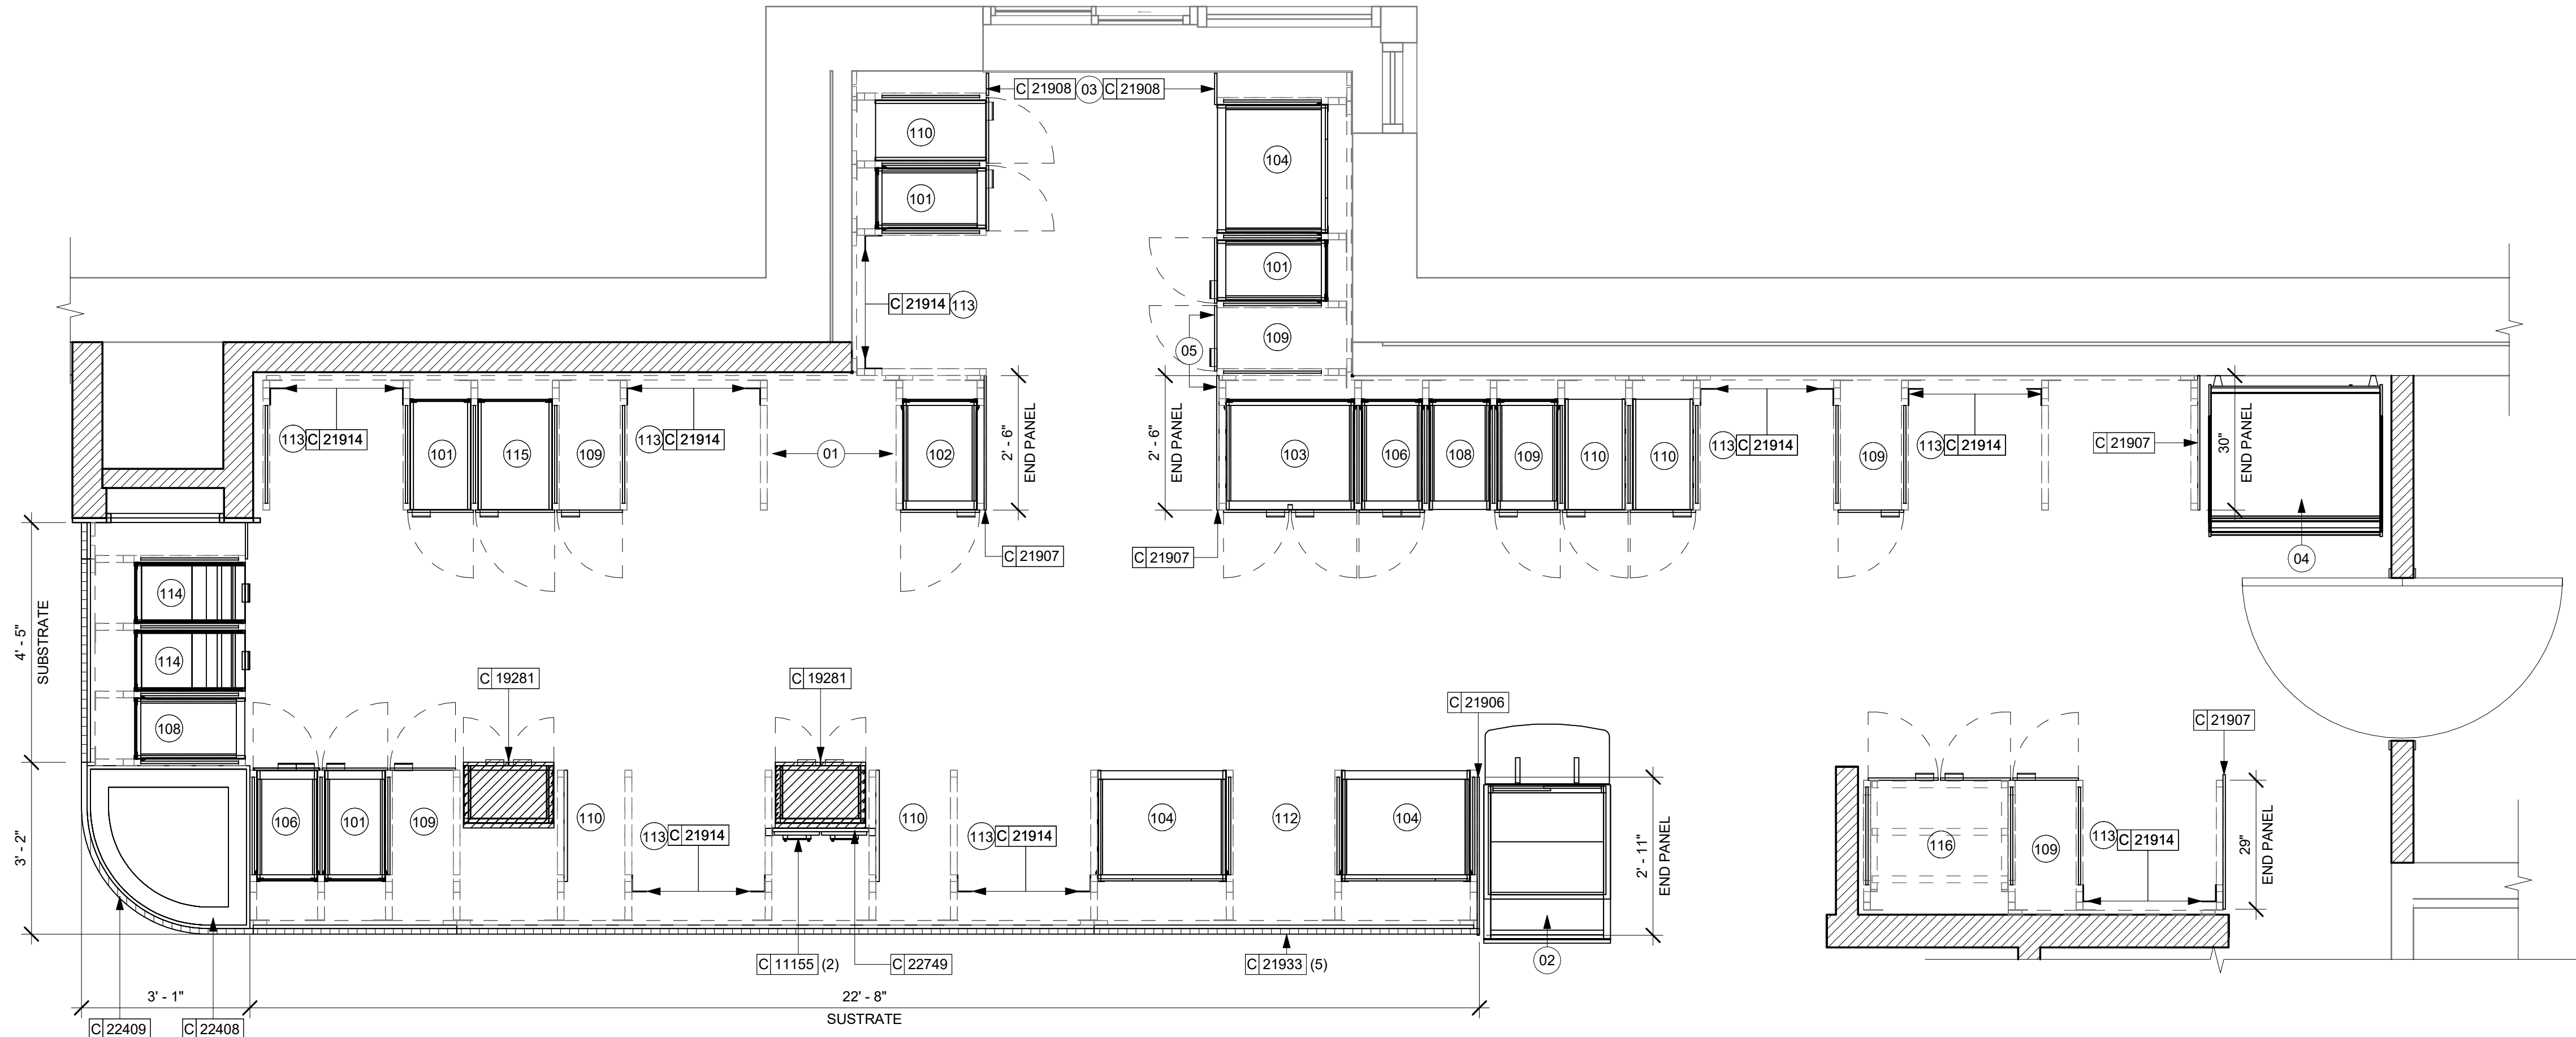 C 21908 03 C 21908
110
104
101
101
C 21914 113
109
05
113 C 21914
101
115
109
113 C 21914
01
102
2' - 6"
END PANEL
2' - 6"
END PANEL
103
106
108
109
110
110
113 C 21914
109
113 C 21914
C 21907
30"
END PANEL
C 21907
C 21907
04
4' - 5"
SUBSTRATE
114
114
108
C 19281
C 19281
C 21906
C 21907
3' - 2"
106
101
109
110
113 C 21914
110
113 C 21914
104
112
104
2' - 11"
END PANEL
116
109
113 C 21914
29"
END PANEL
C 11155 (2)
C 22749
C 21933 (5)
02
3' - 1"
22' - 8"
SUSTRATE
C 22409
C 22408